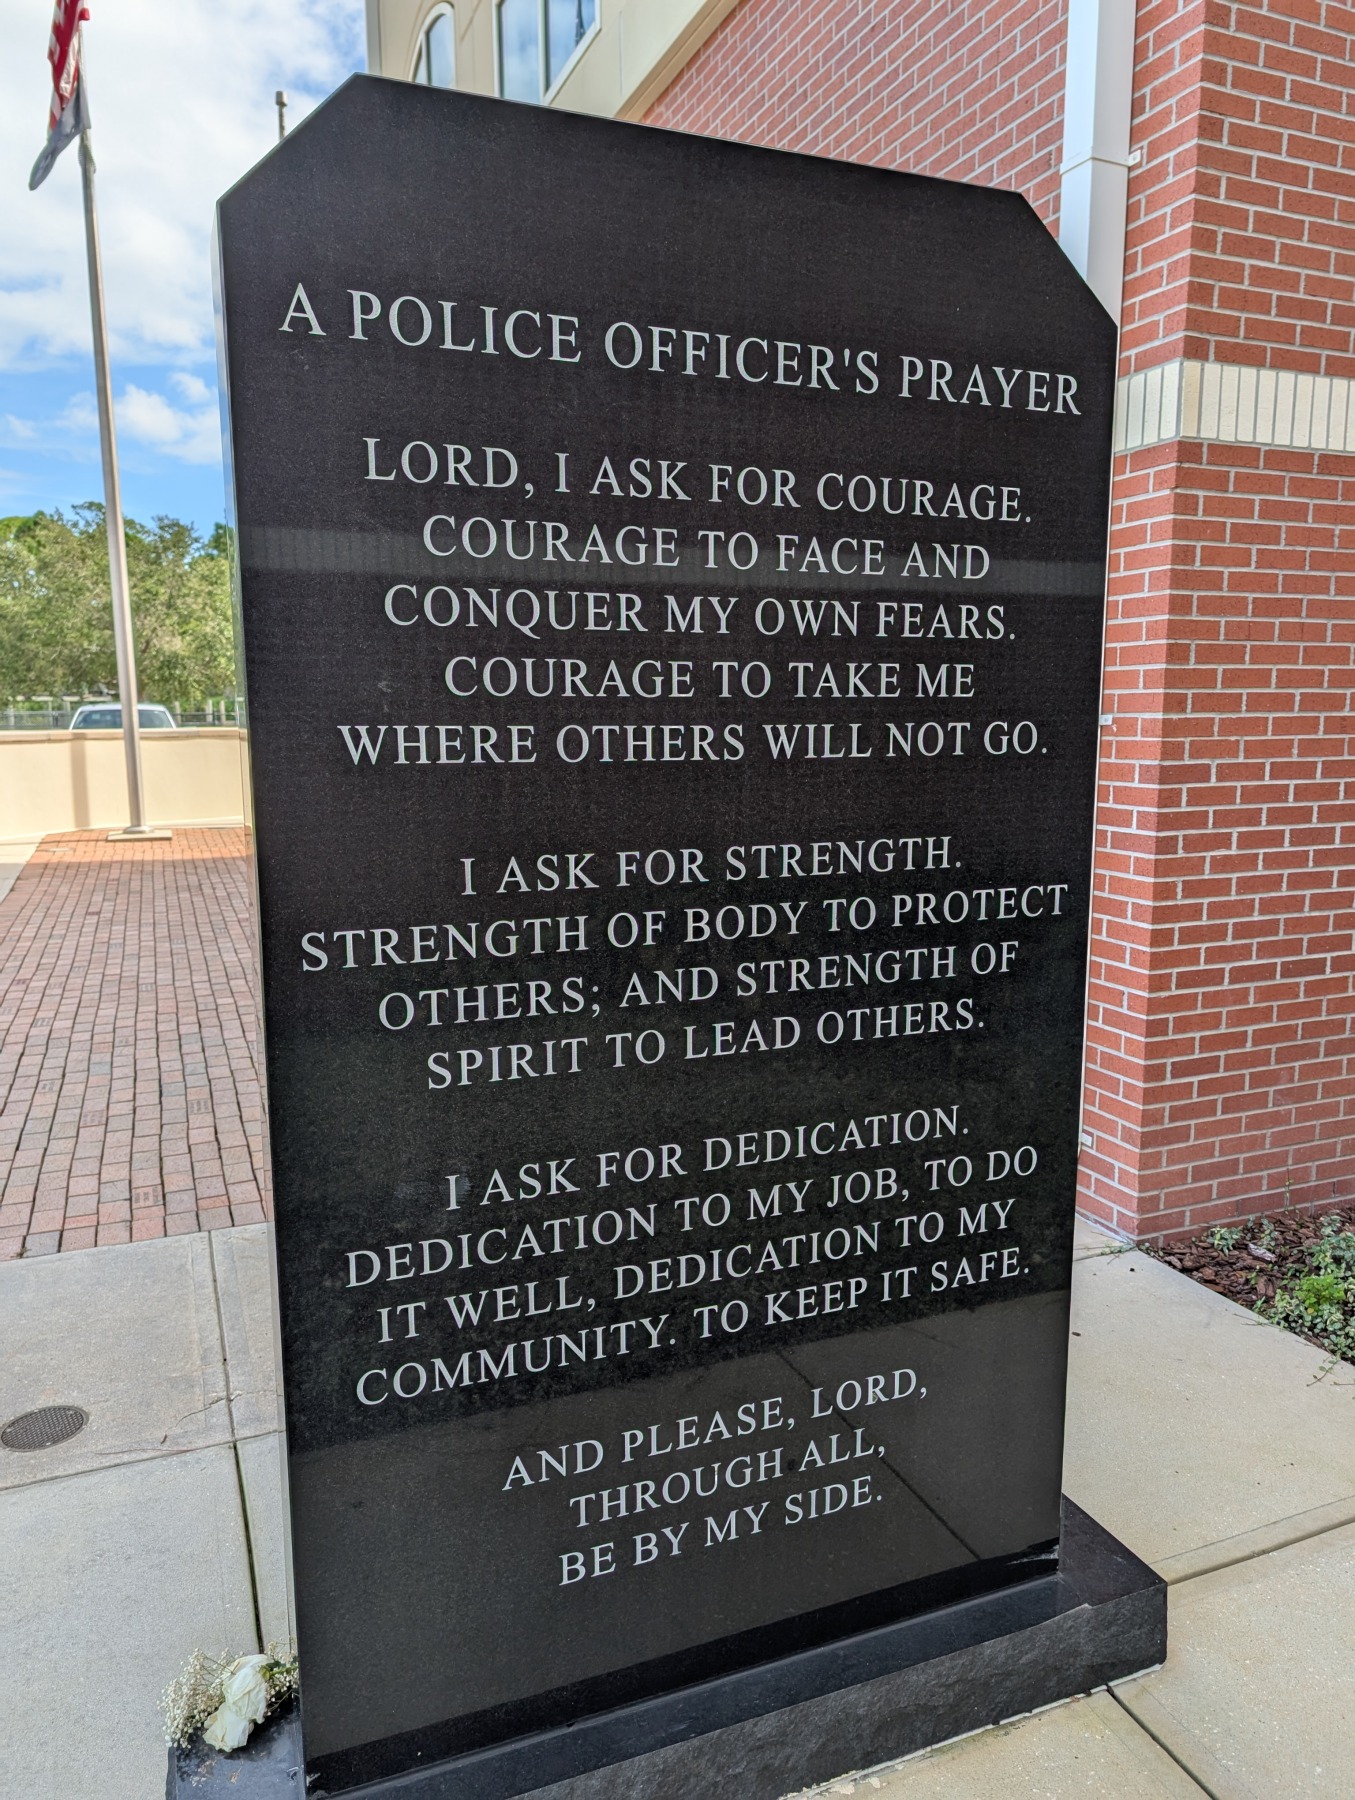 A POLICE OFFICER'S PRAYER
LORD, I ASK FOR COURAGE.
COURAGE TO FACE AND
CONQUER MY OWN FEARS.
COURAGE TO TAKE ME
WHERE OTHERS WILL NOT GO.
I ASK FOR STRENGTH.
STRENGTH OF BODY TO PROTECT
OTHERS; AND STRENGTH OF
SPIRIT TO LEAD OTHERS.
I ASK FOR DEDICATION.
DEDICATION TO MY JOB, TO DO
IT WELL, DEDICATION TO MY
COMMUNITY. TO KEEP IT SAFE.
AND PLEASE, LORD,
THROUGH ALL,
BE BY MY SIDE.